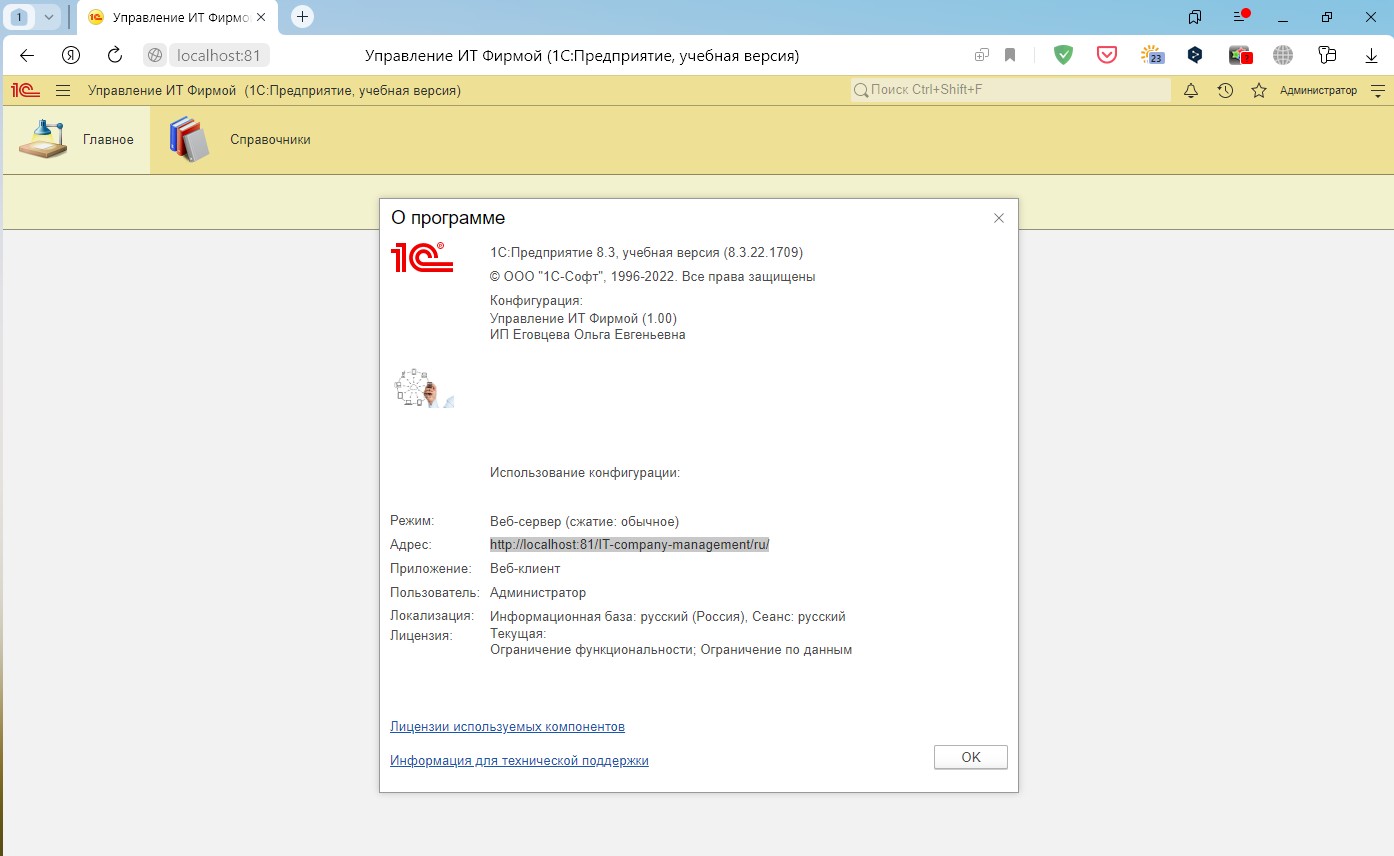 1
Управление ИТ Фирмо
localhost:81
Управление ИТ Фирмой (1С:Предприятие, учебная версия)
23
1С
Управление ИТ Фирмой (1С:Предприятие, учебная версия)
Поиск Ctrl+Shift+F
Администратор
Главное
Справочники
О программе
1С
1С:Предприятие 8.3, учебная версия (8.3.22.1709)
© ООО "1С-Софт", 1996-2022. Все права защищены
Конфигурация:
Управление ИТ Фирмой (1.00)
ИП Еговцева Ольга Евгеньевна
Использование конфигурации:
Режим: Веб-сервер (сжатие: обычное)
Адрес: http://localhost:81/IT-company-management/ru/
Приложение: Веб-клиент
Пользователь: Администратор
Локализация: Информационная база: русский (Россия), Сеанс: русский
Лицензия: Текущая:
Ограничение функциональности; Ограничение по данным
Лицензии используемых компонентов
Информация для технической поддержки
OK